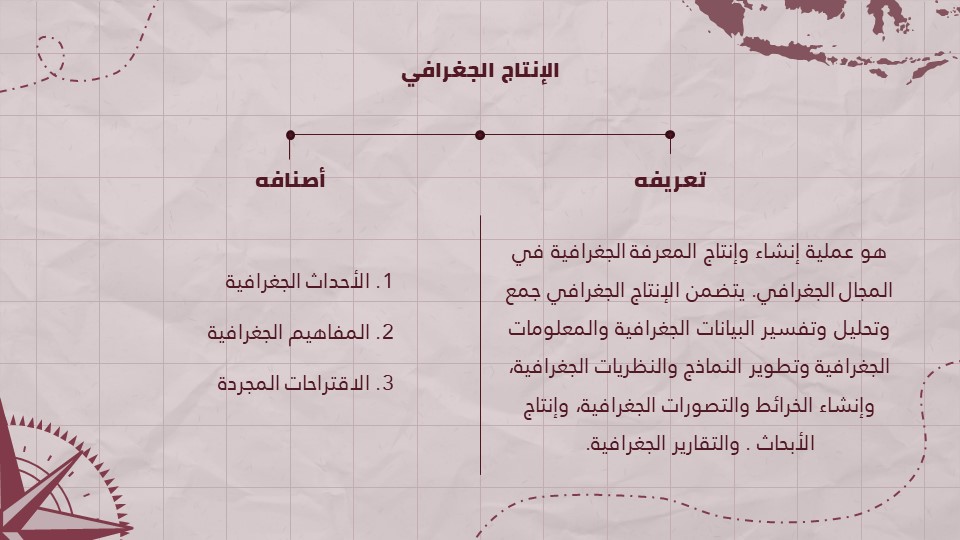 الإنتاج الجغرافي
تعريفه
هو عملية إنشاء وإنتاج المعرفة الجغرافية في
المجال الجغرافي. يتضمن الإنتاج الجغرافي جمع
وتحليل وتفسير البيانات الجغرافية والمعلومات
الجغرافية وتطوير النماذج والنظريات الجغرافية،
وإنشاء الخرائط والتصورات الجغرافية، وإنتاج
الأبحاث . والتقارير الجغرافية.
أصنافه
1. الأحداث الجغرافية
2. المفاهيم الجغرافية
3. الاقتراحات المجردة